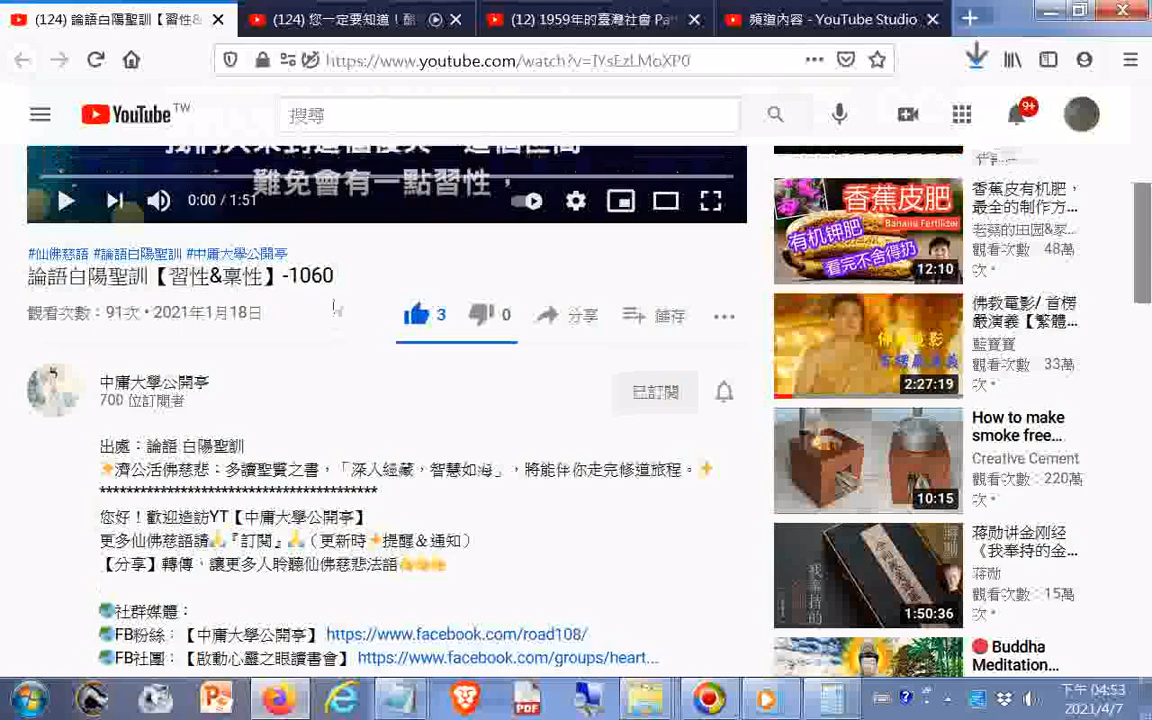 (124) 論語白陽聖訓【習性&
(124) 您一定要知道！
(12) 1959年的臺灣社會 Pa
頻道內容 - YouTube Studio
https://www.youtube.com/watch?v=IYsEzLMoXP0
YouTube TW
搜尋
9+
難免會有一點習性，
0:00 / 1:51
#仙佛慈語 #論語白陽聖訓 #中庸大學公開亭
論語白陽聖訓【習性&稟性】-1060
觀看次數：91次 • 2021年1月18日
3
0
分享
儲存
中庸大學公開亭
700 位訂閱者
已訂閱
出處：論語 白陽聖訓
濟公活佛慈悲：多讀聖賢之書，「深入經藏，智慧如海」，將能伴你走完修道旅程。
****************************************
您好！歡迎造訪YT【中庸大學公開亭】
更多仙佛慈語請🙏『訂閱』🙏（更新時✨提醒＆通知）
【分享】轉傳、讓更多人聆聽仙佛慈悲法語
社群媒體：
FB粉絲：【中庸大學公開亭】 https://www.facebook.com/road108/
FB社團：【啟動心靈之眼讀書會】 https://www.facebook.com/groups/heart...
香蕉皮肥
Banana Fertilizer
有机钾肥
看完不舍得扔
12:10
香蕉皮有机肥，
最全的制作方...
老蔡的田园&家...
觀看次數： 48萬
次 •
2:27:19
佛教電影/ 首楞
嚴演義【繁體...
藍寶寶
觀看次數： 33萬
次 •
10:15
How to make
smoke free...
Creative Cement
觀看次數：220萬
次 •
我奉持的
1:50:36
蒋勋讲金刚经
《我奉持的金...
蒋勋
觀看次數：15萬
次 •
Buddha
Meditation...
PDF
下午 04:53
2021/4/7